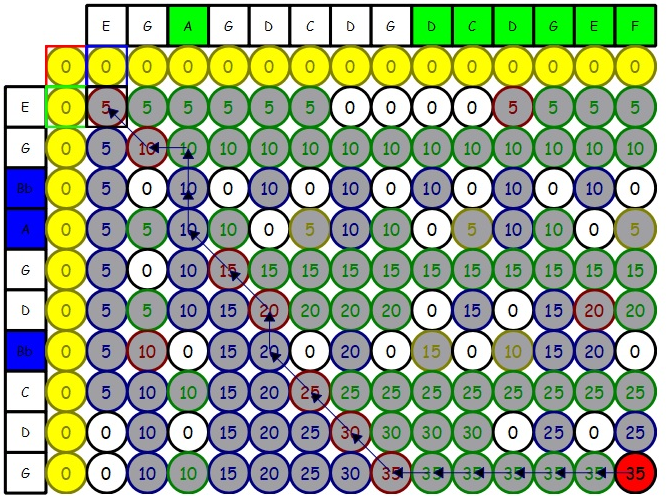 E G A G D C D G D C D G E F
0 0 0 0 0 0 0 0 0 0 0 0 0 0 0
E 0 5 5 5 5 5 5 0 0 0 0 5 5 5 5
G 0 5 10 10 10 10 10 10 10 10 10 10 10 10 10
Bb 0 5 0 10 0 10 0 10 0 10 0 10 0 10 0
A 0 5 5 10 10 0 5 10 10 0 5 10 10 0 5
G 0 5 0 10 15 15 15 15 15 15 15 15 15 15 15
D 0 5 5 10 15 20 20 20 20 0 15 0 15 20 20
Bb 0 5 10 0 15 20 0 20 0 15 0 10 15 20 0
C 0 5 10 10 15 20 25 25 25 25 25 25 25 25 25
D 0 0 10 0 15 20 25 30 30 30 30 0 25 0 25
G 0 0 10 10 15 20 25 30 35 35 35 35 35 35 35